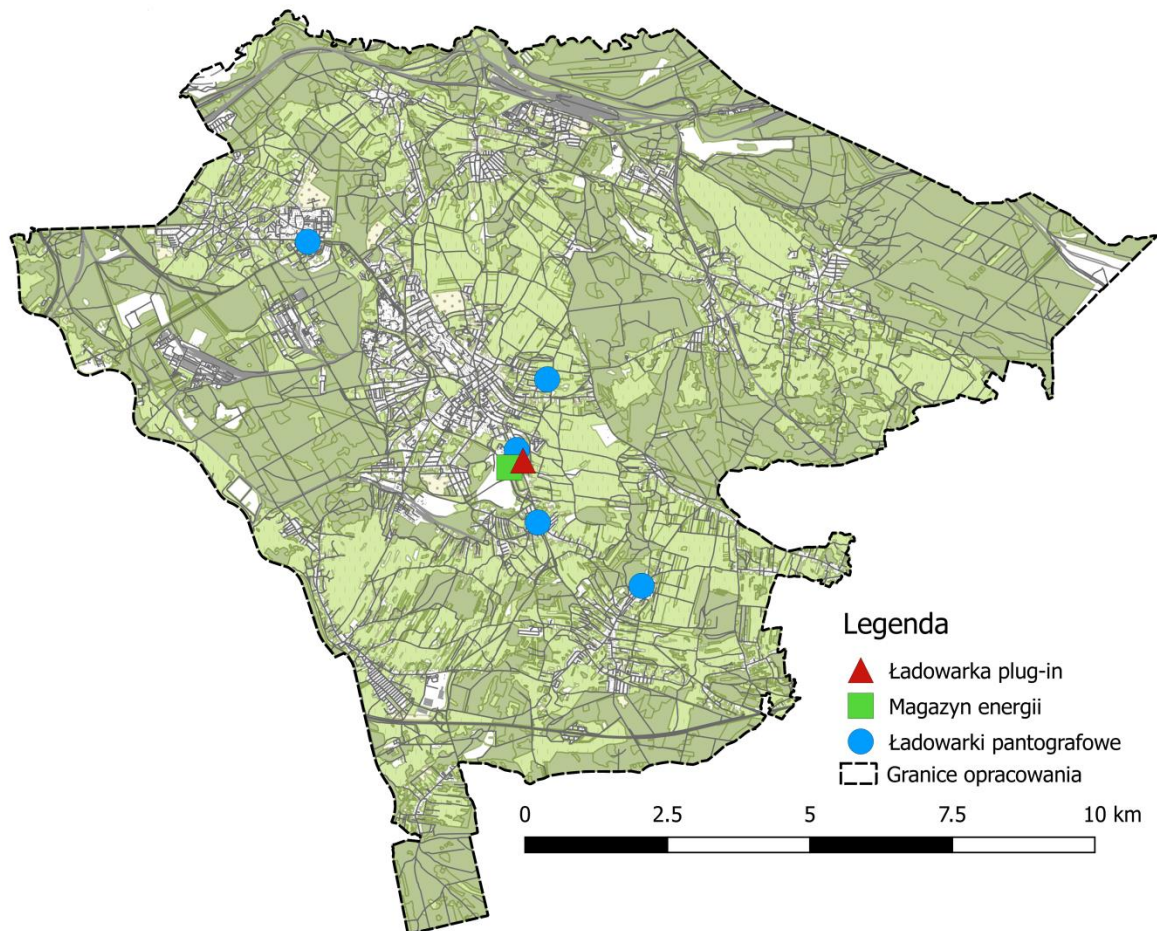 Legenda
Ładowarka plug-in
Magazyn energii
Ładowarki pantografowe
Granice opracowania
0 2.5 5 7.5 10 km